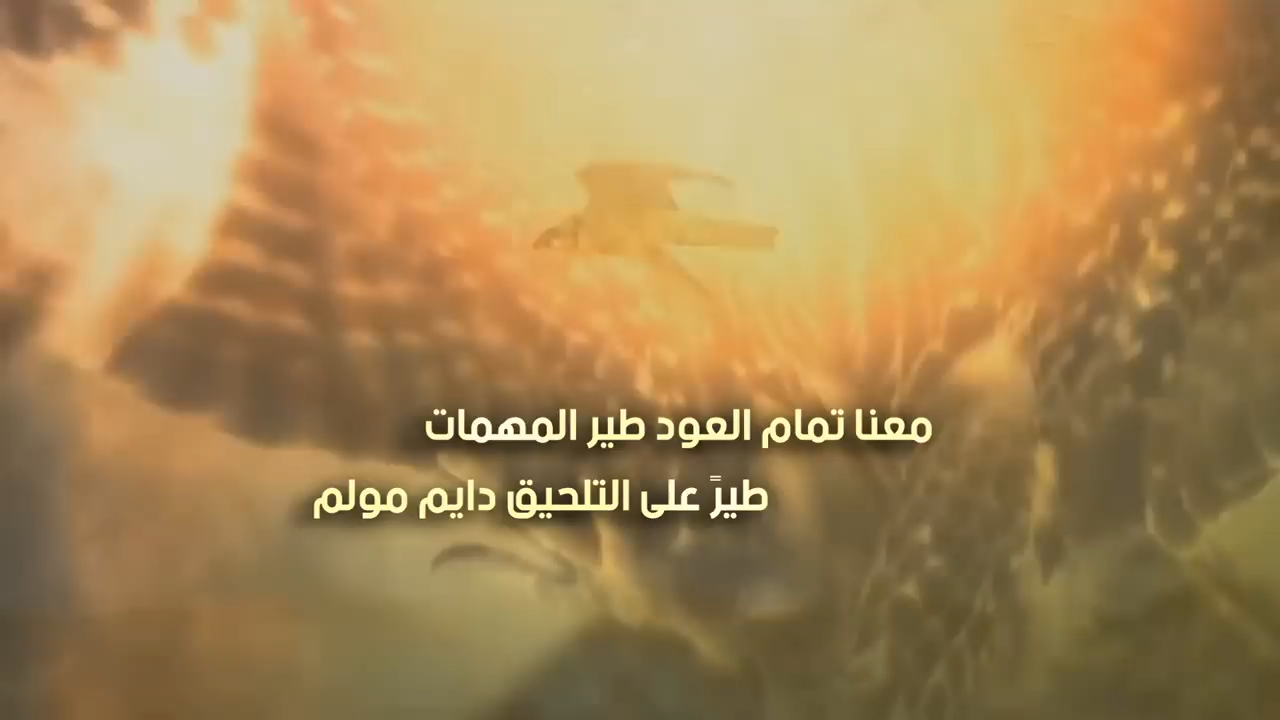 معنا تمام العود طير المهمات
طيرً على التلحيق دايم مولم